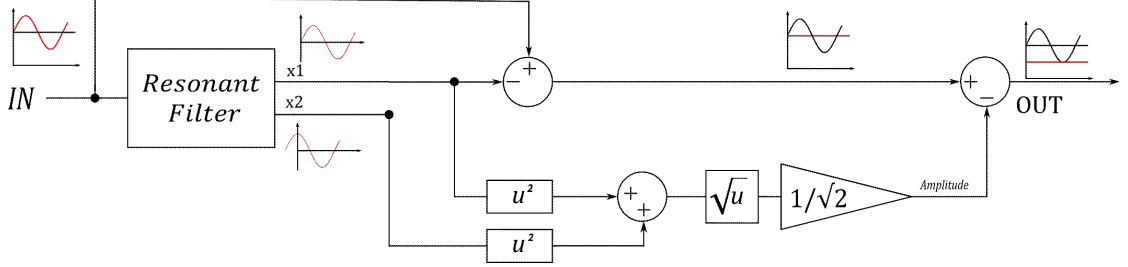 x1
Resonant
Filter
IN
x2
-
+
+
-
OUT
u²
+
+
√u
1/√2
Amplitude
u²